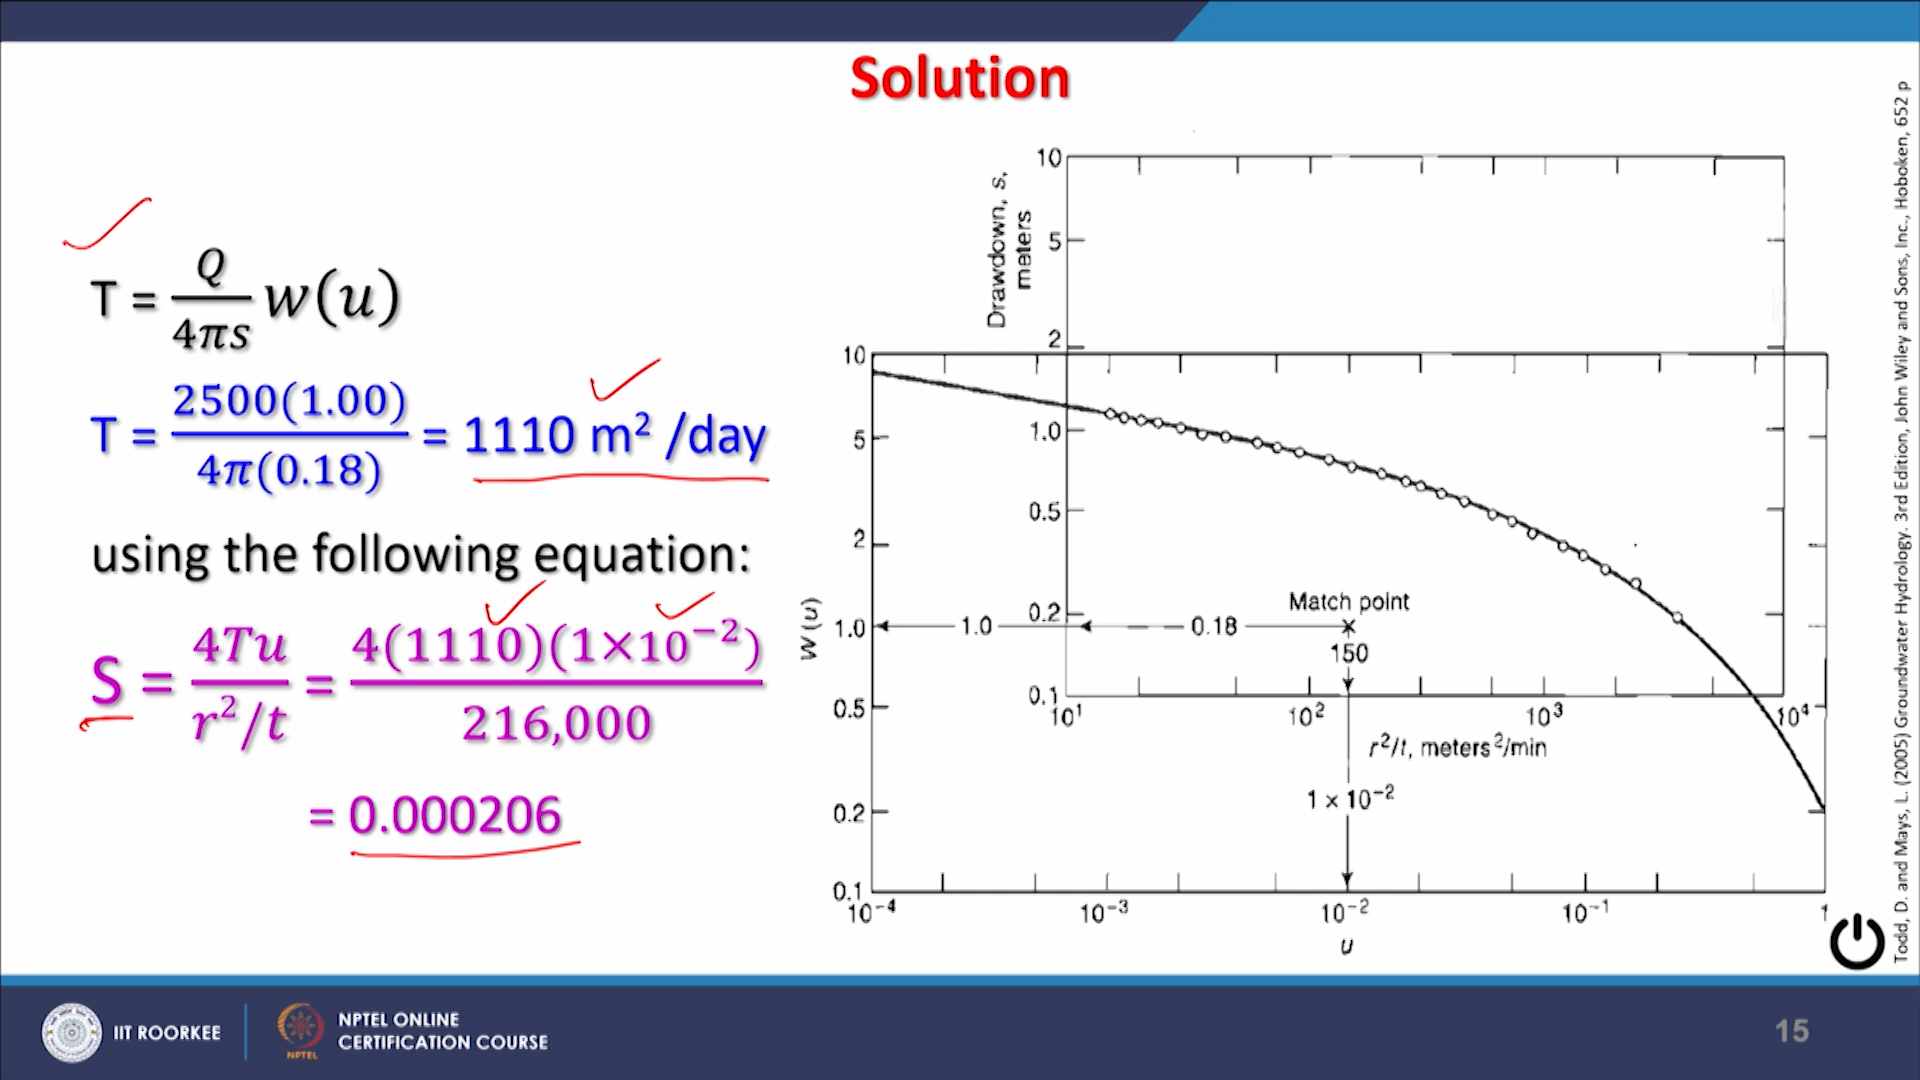 Solution
T = Q/4πs w(u)
T = 2500(1.00)/4π(0.18) = 1110 m² /day
using the following equation:
S = 4Tu/r²/t = 4(1110)(1×10⁻²)/216,000
= 0.000206
Drawdown, s,
meters
10
5
2
1.0
0.5
0.2
0.1
10¹
10²
10³
10⁴
r²/t, meters²/min
W(u)
10
5
2
1.0
0.5
0.2
0.1
1.0
0.18
Match point
150
1 × 10⁻²
10⁻⁴
10⁻³
10⁻²
10⁻¹
1
u
Todd, D. and Mays, L. (2005) Groundwater Hydrology. 3rd Edition, John Wiley and Sons, Inc., Hoboken, 652 p
IIT ROORKEE
NPTEL
NPTEL ONLINE
CERTIFICATION COURSE
15